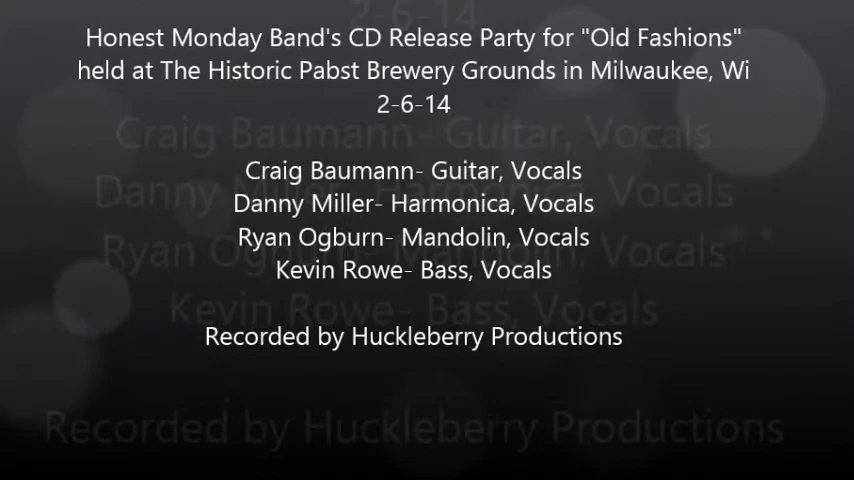 Honest Monday Band's CD Release Party for "Old Fashions"
held at The Historic Pabst Brewery Grounds in Milwaukee, Wi
2-6-14
Craig Baumann- Guitar, Vocals
Danny Miller- Harmonica, Vocals
Ryan Ogburn- Mandolin, Vocals
Kevin Rowe- Bass, Vocals
Recorded by Huckleberry Productions